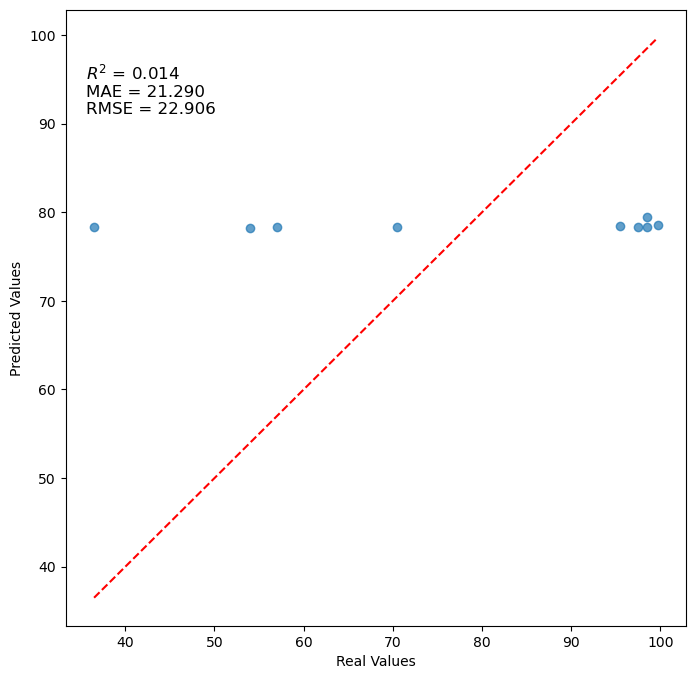 R² = 0.014
MAE = 21.290
RMSE = 22.906
100
90
80
70
60
50
40
Predicted Values
40 50 60 70 80 90 100
Real Values